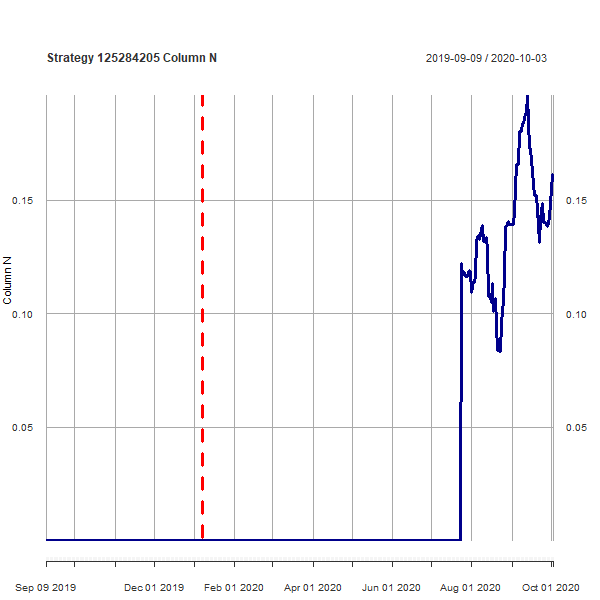 Strategy 125284205 Column N
2019-09-09 / 2020-10-03
Column N
0.15
0.15
0.10
0.10
0.05
0.05
Sep 09 2019
Dec 01 2019
Feb 01 2020
Apr 01 2020
Jun 01 2020
Aug 01 2020
Oct 01 2020